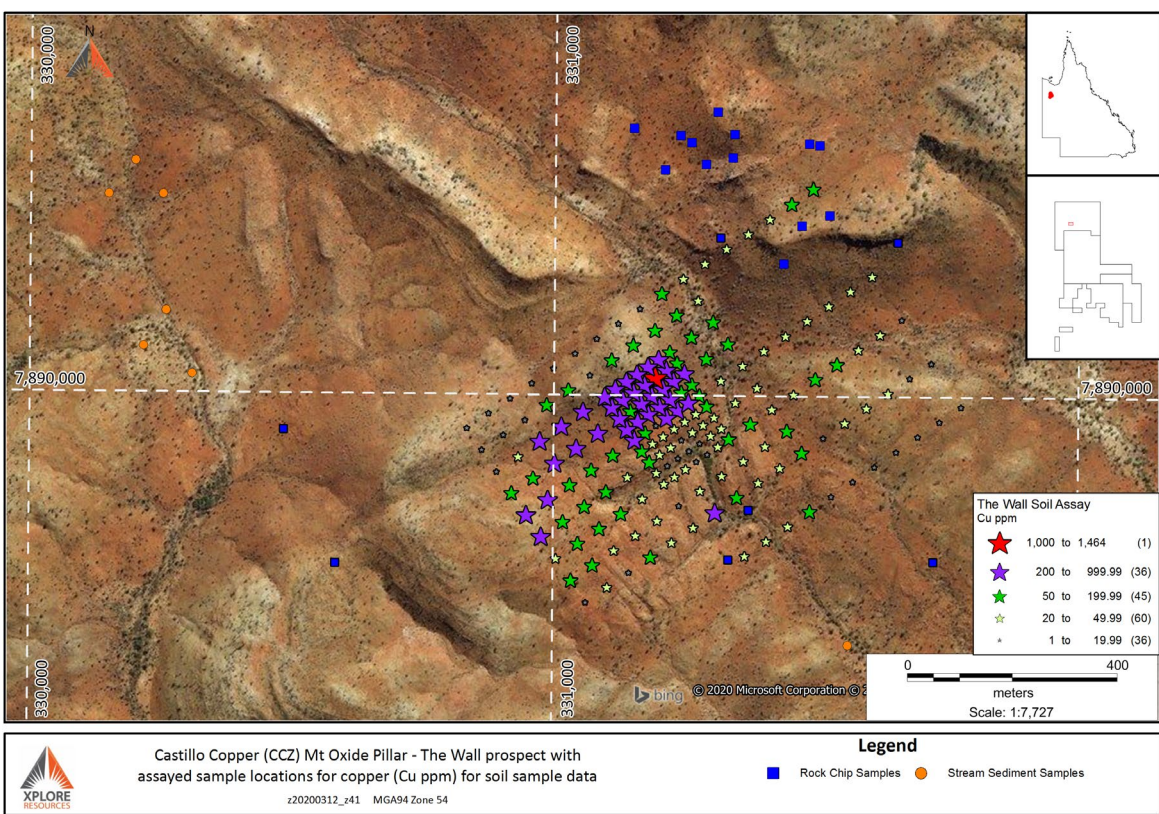 N
330,000
331,000
7,890,000
7,890,000
330,000
331,000
The Wall Soil Assay
Cu ppm
1,000 to 1,464 (1)
200 to 999.99 (36)
50 to 199.99 (45)
20 to 49.99 (60)
1 to 19.99 (36)
0 400
meters
Scale: 1:7,727
bing © 2020 Microsoft Corporation © 2
XPLORE
RESOURCES
Castillo Copper (CCZ) Mt Oxide Pillar - The Wall prospect with
assayed sample locations for copper (Cu ppm) for soil sample data
z20200312_z41 MGA94 Zone 54
Legend
Rock Chip Samples Stream Sediment Samples